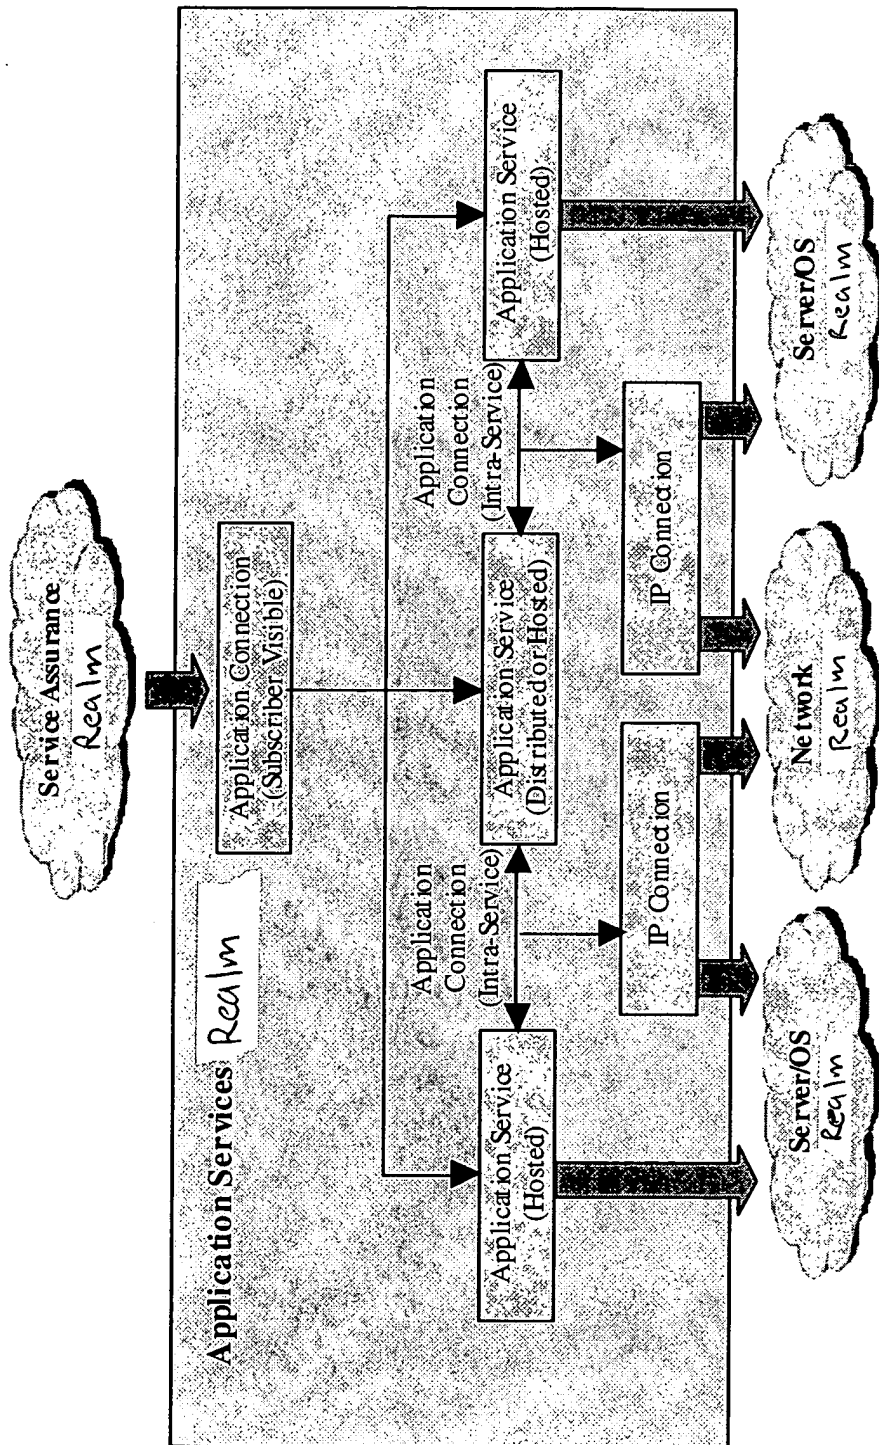 Service Assurance
Realm
Application Services Realm
Application Connection
(Subscriber Visible)
Application Service
(Hosted)
Application
Connection
(Intra-Service)
Application Service
(Distributed or Hosted)
Application
Connection
(Intra-Service)
Application Service
(Hosted)
IP Connection
IP Connection
Server/OS
Realm
Network
Realm
Server/OS
Realm